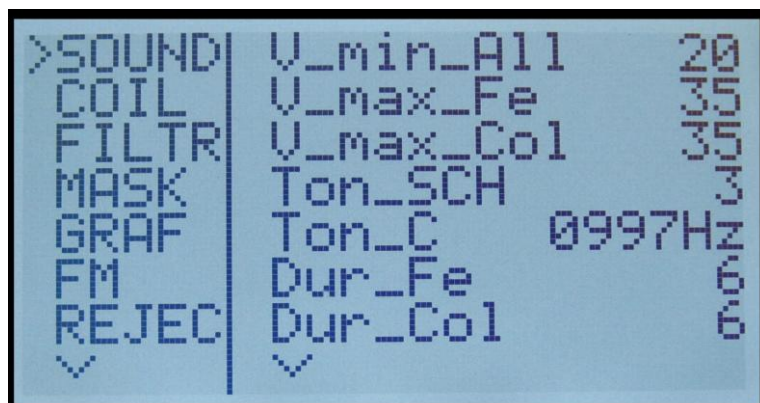 >SOUND V_min_All 20
COIL V_max_Fe 35
FILTR V_max_Col 35
MASK Ton_SCH 3
GRAF Ton_C 0997Hz
FM Dur_Fe 6
REJEC Dur_Col 6